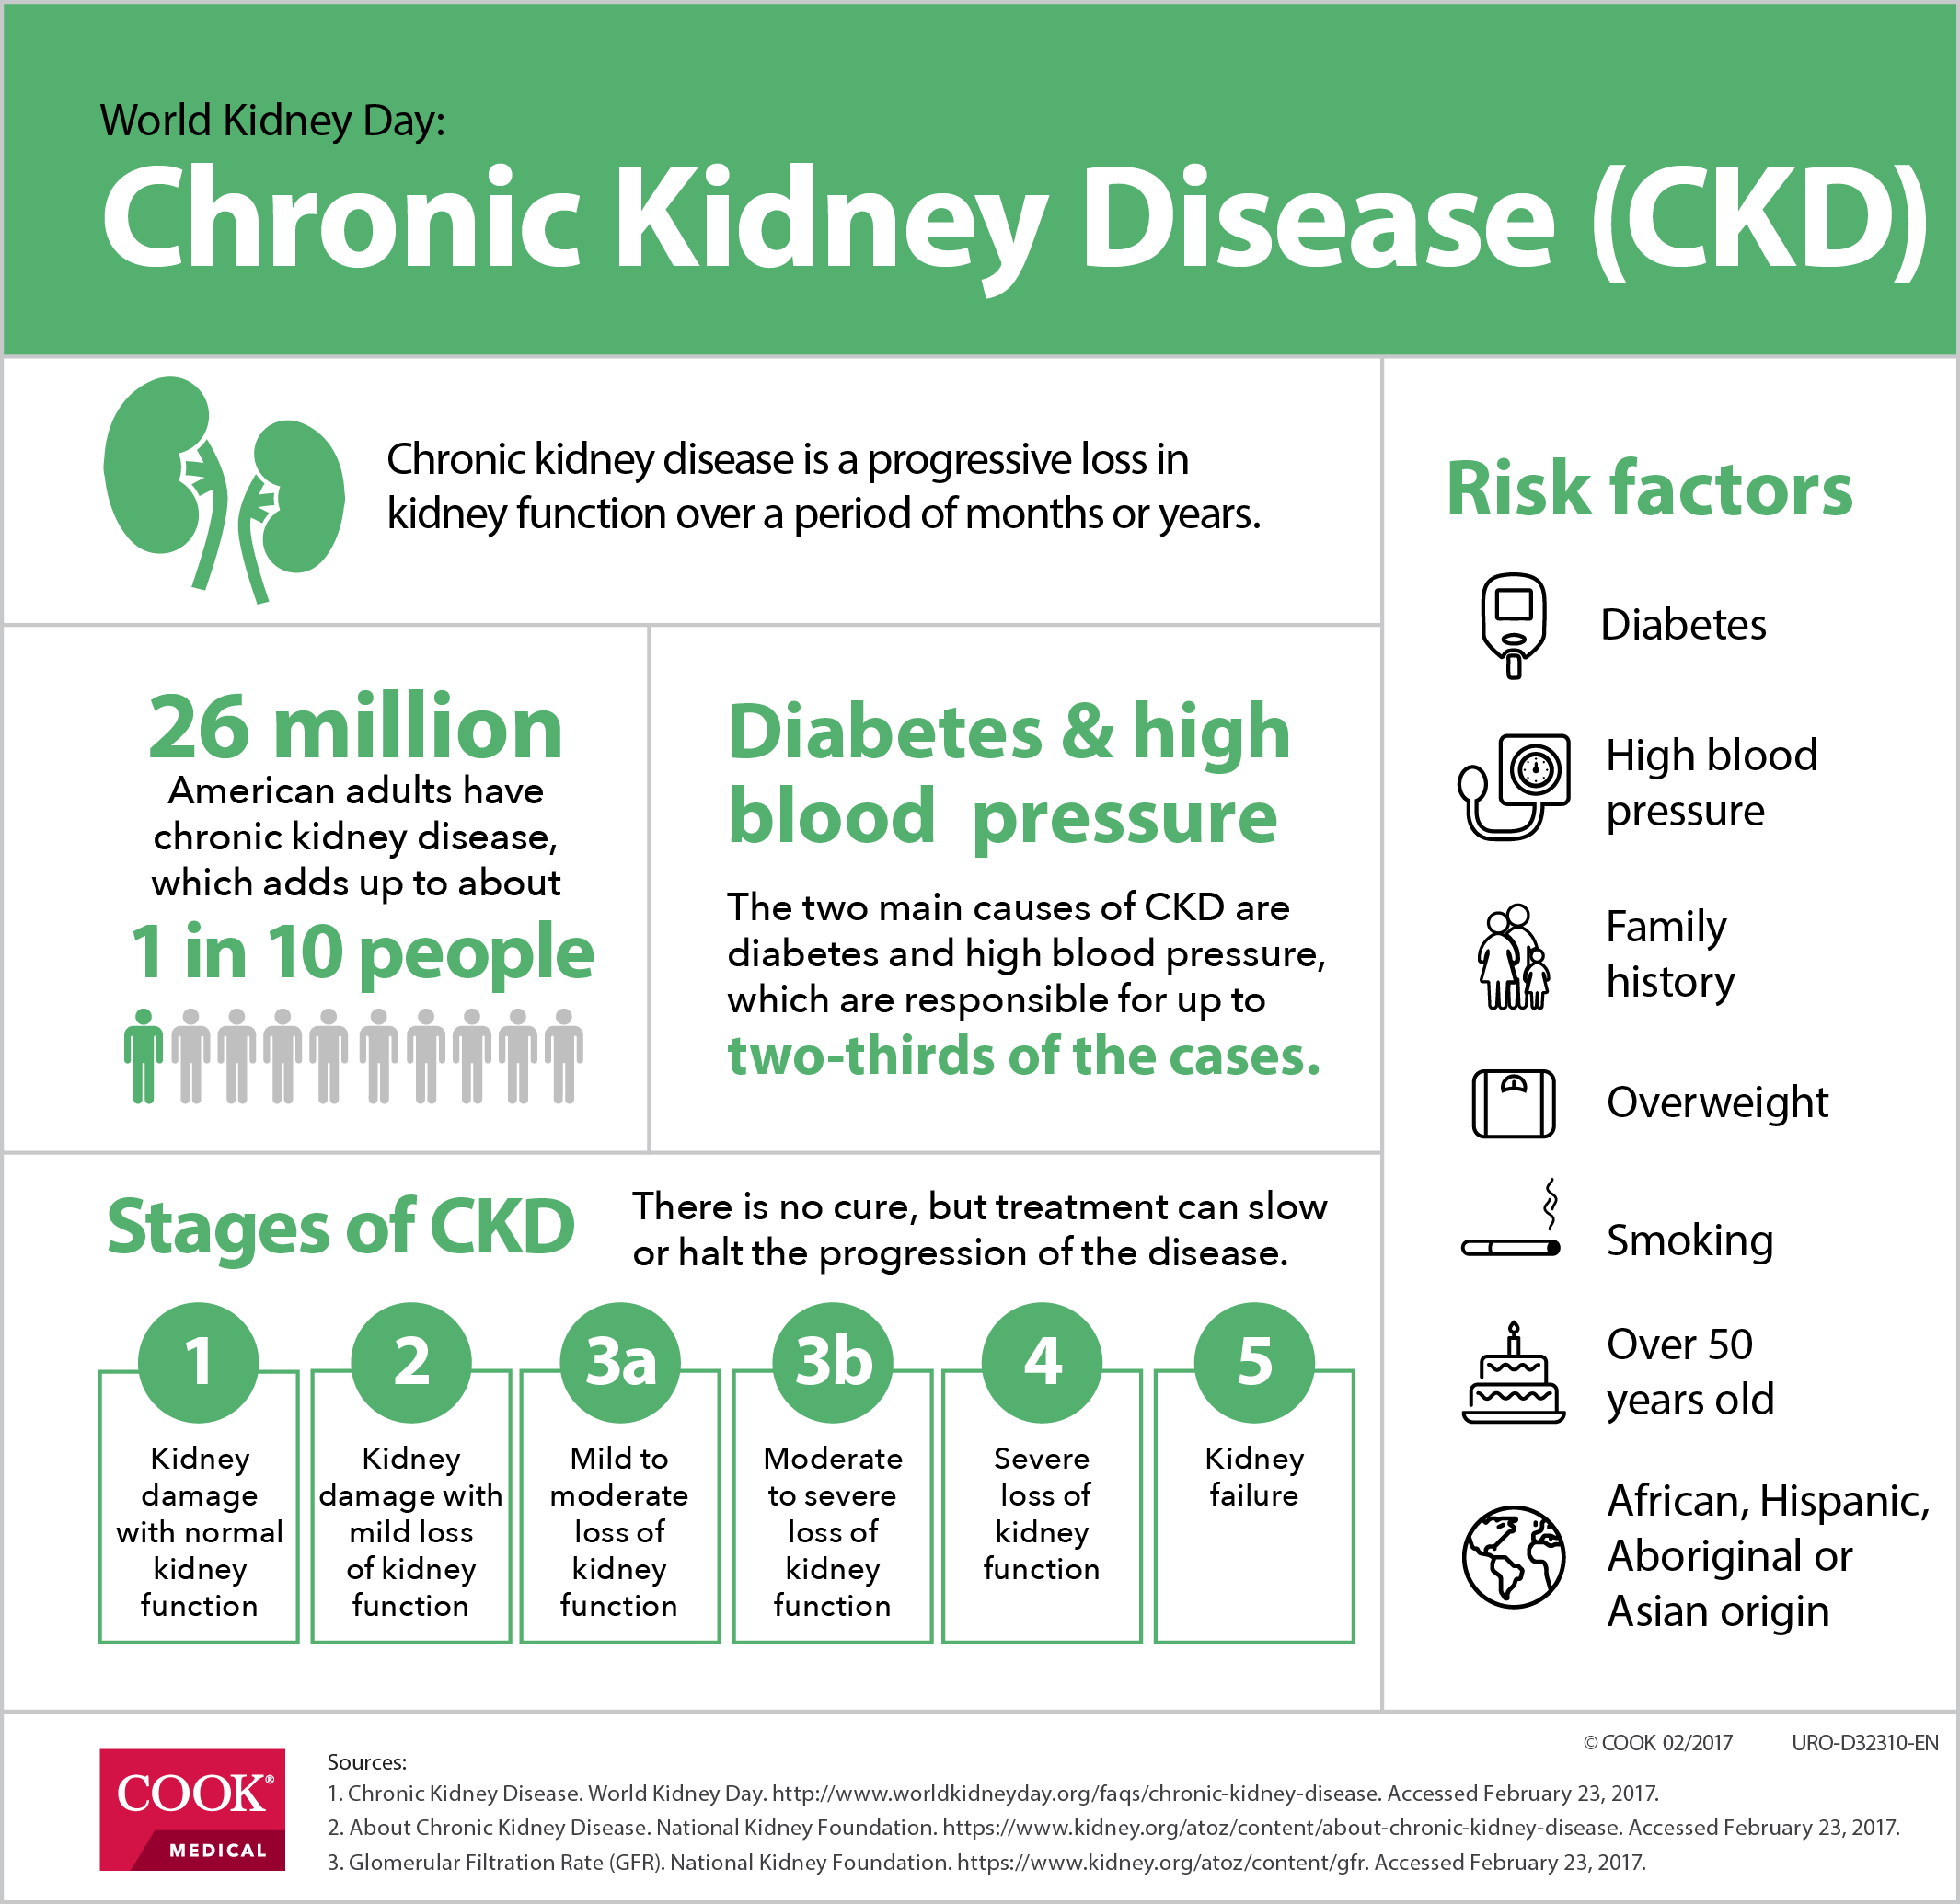 World Kidney Day:
Chronic Kidney Disease (CKD)
Chronic kidney disease is a progressive loss in
kidney function over a period of months or years.
26 million
American adults have
chronic kidney disease,
which adds up to about
1 in 10 people
Diabetes & high
blood pressure
The two main causes of CKD are
diabetes and high blood pressure,
which are responsible for up to
two-thirds of the cases.
Stages of CKD
There is no cure, but treatment can slow
or halt the progression of the disease.
1
Kidney
damage
with normal
kidney
function
2
Kidney
damage with
mild loss
of kidney
function
3a
Mild to
moderate
loss of
kidney
function
3b
Moderate
to severe
loss of
kidney
function
4
Severe
loss of
kidney
function
5
Kidney
failure
Risk factors
Diabetes
High blood
pressure
Family
history
Overweight
Smoking
Over 50
years old
African, Hispanic,
Aboriginal or
Asian origin
© COOK 02/2017 URO-D32310-EN
COOK®
MEDICAL
Sources:
1. Chronic Kidney Disease. World Kidney Day. http://www.worldkidneyday.org/faqs/chronic-kidney-disease. Accessed February 23, 2017.
2. About Chronic Kidney Disease. National Kidney Foundation. https://www.kidney.org/atoz/content/about-chronic-kidney-disease. Accessed February 23, 2017.
3. Glomerular Filtration Rate (GFR). National Kidney Foundation. https://www.kidney.org/atoz/content/gfr. Accessed February 23, 2017.